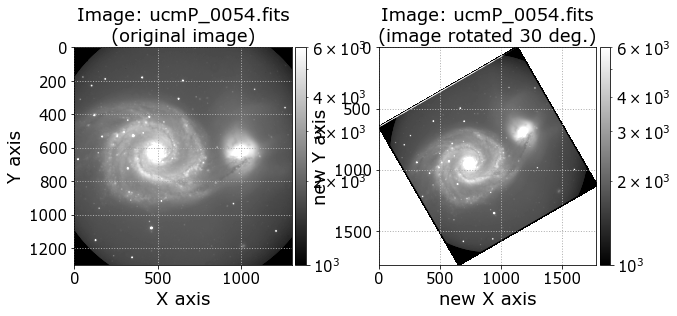 Image: ucmP_0054.fits
(original image)
Image: ucmP_0054.fits
(image rotated 30 deg.)
0
200
400
600
800
1000
1200
Y axis
0
500
1000
X axis
6 × 10³
4 × 10³
3 × 10³
2 × 10³
10³
new Y axis
0
500
1000
1500
0
500
1000
1500
new X axis
6 × 10³
4 × 10³
3 × 10³
2 × 10³
10³